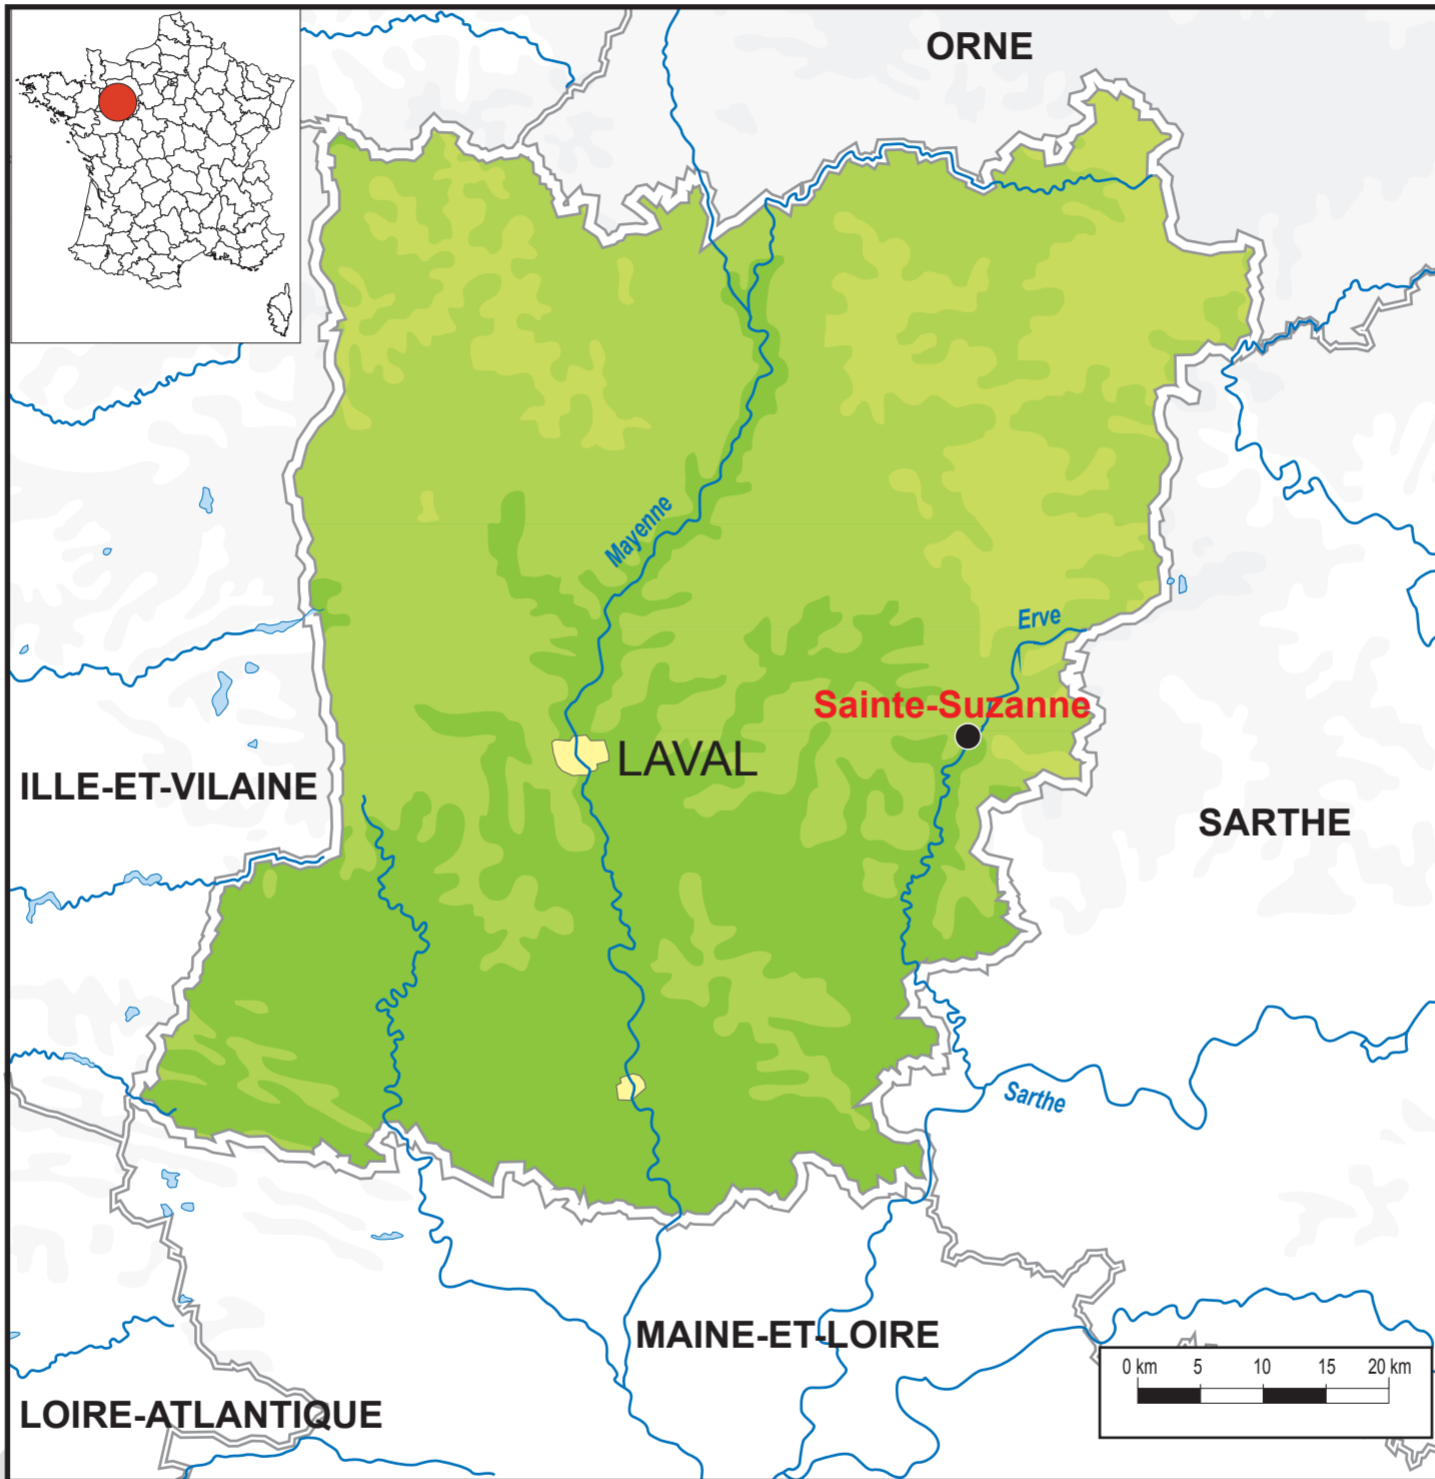 ORNE
Mayenne
Erve
Sainte-Suzanne
LAVAL
ILLE-ET-VILAINE
SARTHE
Sarthe
MAINE-ET-LOIRE
0 km 5 10 15 20 km
LOIRE-ATLANTIQUE